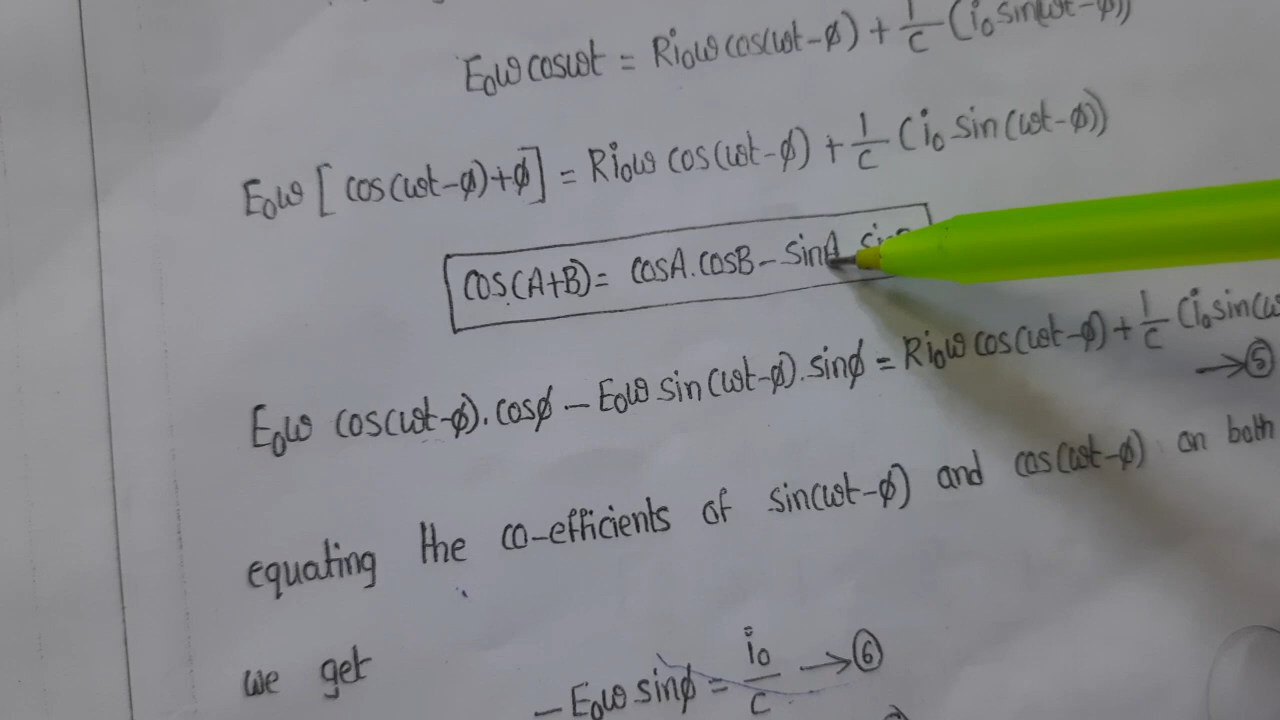 E₀ω cosωt = Ri₀ω cos(ωt-ϕ) + 1/c (i₀ sin(ωt-ϕ))
E₀ω [ cos(ωt-ϕ)+ϕ] = Ri₀ω cos(ωt-ϕ) + 1/c (i₀ sin(ωt-ϕ))
cos(A+B) = cosA.cosB - sinA
E₀ω cos(ωt-ϕ).cosϕ - E₀ω sin(ωt-ϕ).sinϕ = Ri₀ω cos(ωt-ϕ) + 1/c (i₀ sin(ω
→⑤
equating the co-efficients of sin(ωt-ϕ) and cos(ωt-ϕ) on both
we get
- E₀ω sinϕ = i₀/c →⑥